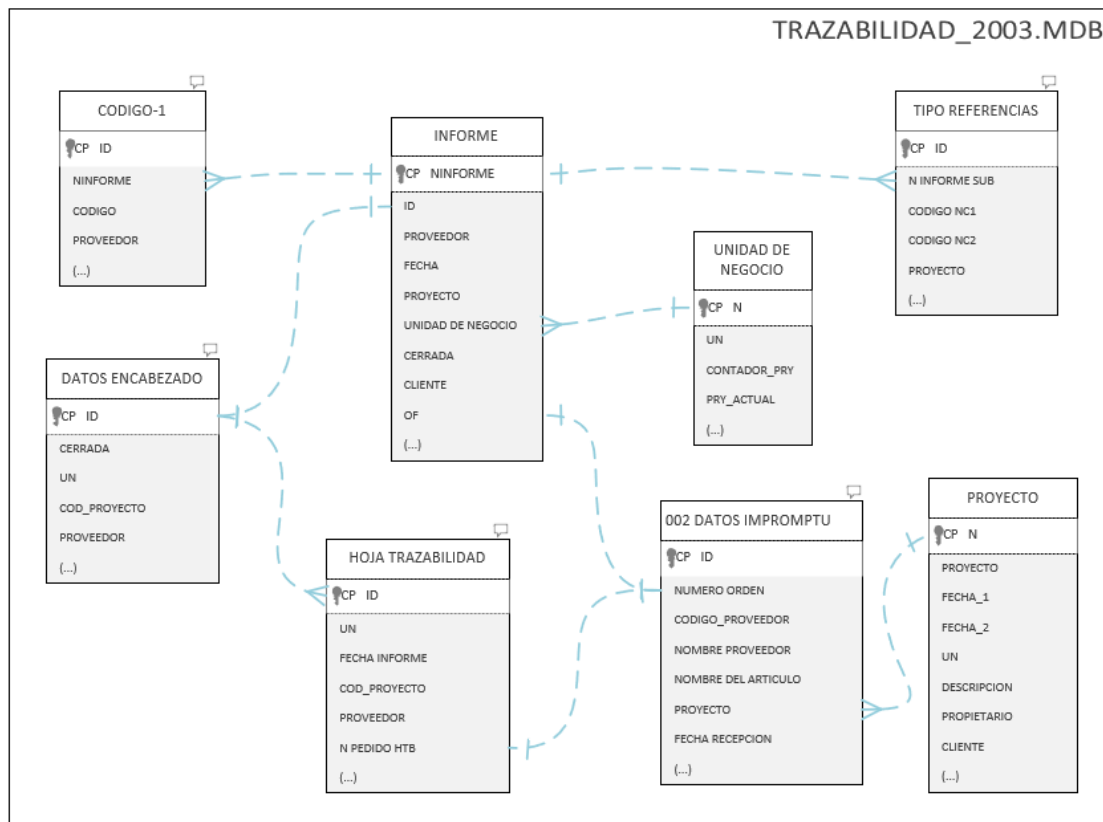 TRAZABILIDAD_2003.MDB
CODIGO-1
CP ID
NINFORME
CODIGO
PROVEEDOR
(...)
INFORME
CP NINFORME
ID
PROVEEDOR
FECHA
PROYECTO
UNIDAD DE NEGOCIO
CERRADA
CLIENTE
OF
(...)
TIPO REFERENCIAS
CP ID
N INFORME SUB
CODIGO NC1
CODIGO NC2
PROYECTO
(...)
UNIDAD DE
NEGOCIO
CP N
UN
CONTADOR_PRY
PRY_ACTUAL
(...)
DATOS ENCABEZADO
CP ID
CERRADA
UN
COD_PROYECTO
PROVEEDOR
(...)
HOJA TRAZABILIDAD
CP ID
UN
FECHA INFORME
COD_PROYECTO
PROVEEDOR
N PEDIDO HTB
(...)
002 DATOS IMPROMPTU
CP ID
NUMERO ORDEN
CODIGO_PROVEEDOR
NOMBRE PROVEEDOR
NOMBRE DEL ARTICULO
PROYECTO
FECHA RECEPCION
(...)
PROYECTO
CP N
PROYECTO
FECHA_1
FECHA_2
UN
DESCRIPCION
PROPIETARIO
CLIENTE
(...)